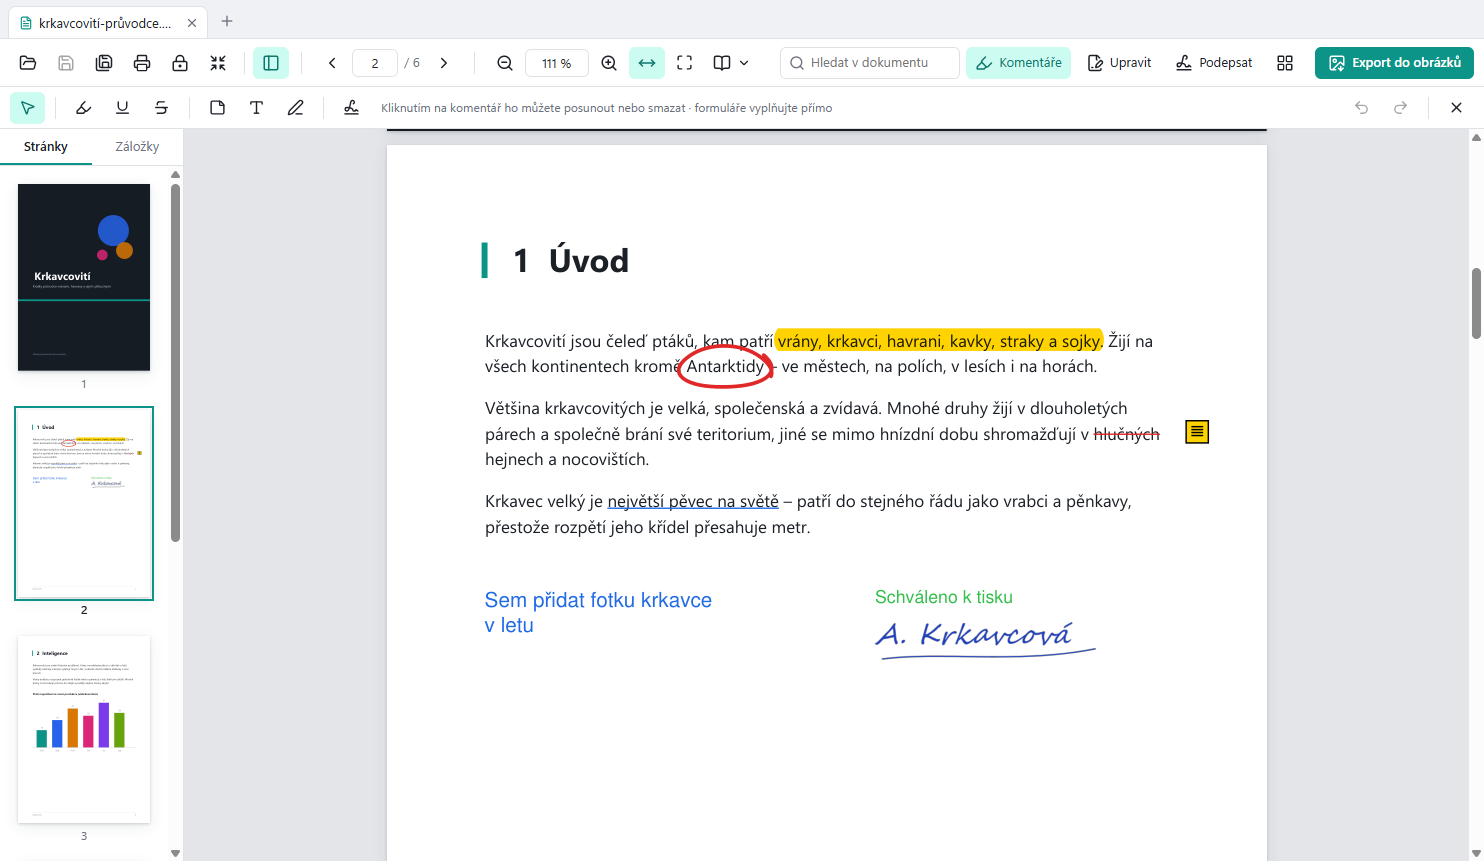 krkavcovití-průvodce....
2 / 6
111 %
Hledat v dokumentu
Komentáře
Upravit
Podepsat
Export do obrázků
Kliknutím na komentář ho můžete posunout nebo smazat · formuláře vyplňujte přímo
Stránky
Záložky
Krkavcovití
1
1 Úvod
2
2 Inteligence
3
1 Úvod
Krkavcovití jsou čeleď ptáků, kam patří vrány, krkavci, havrani, kavky, straky a sojky. Žijí na
všech kontinentech kromě Antarktidy – ve městech, na polích, v lesích i na horách.
Většina krkavcovitých je velká, společenská a zvídavá. Mnohé druhy žijí v dlouholetých
párech a společně brání své teritorium, jiné se mimo hnízdní dobu shromažďují v hlučných
hejnech a nocovištích.
Krkavec velký je největší pěvec na světě – patří do stejného řádu jako vrabci a pěnkavy,
přestože rozpětí jeho křídel přesahuje metr.
Sem přidat fotku krkavce
v letu
Schváleno k tisku
A. Krkavcová